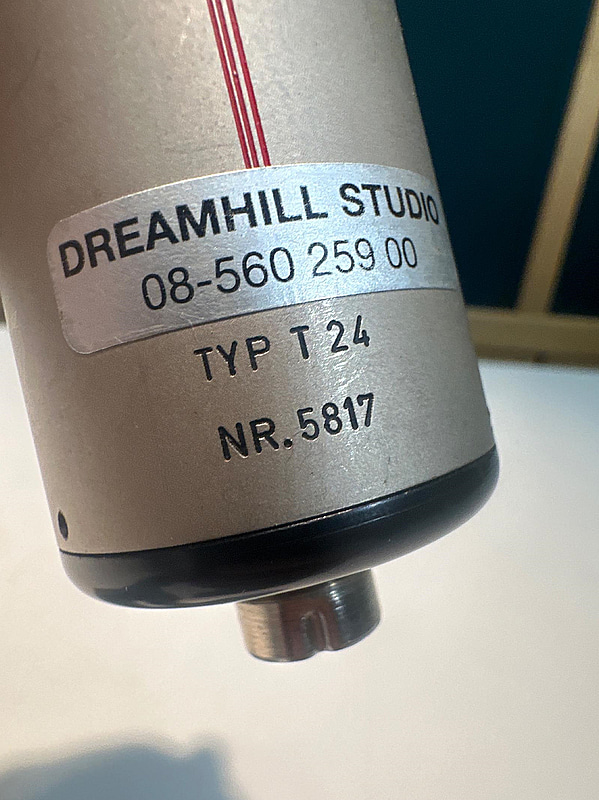 DREAMHILL STUDIO
08-560 259 00
TYP T 24
NR. 5817